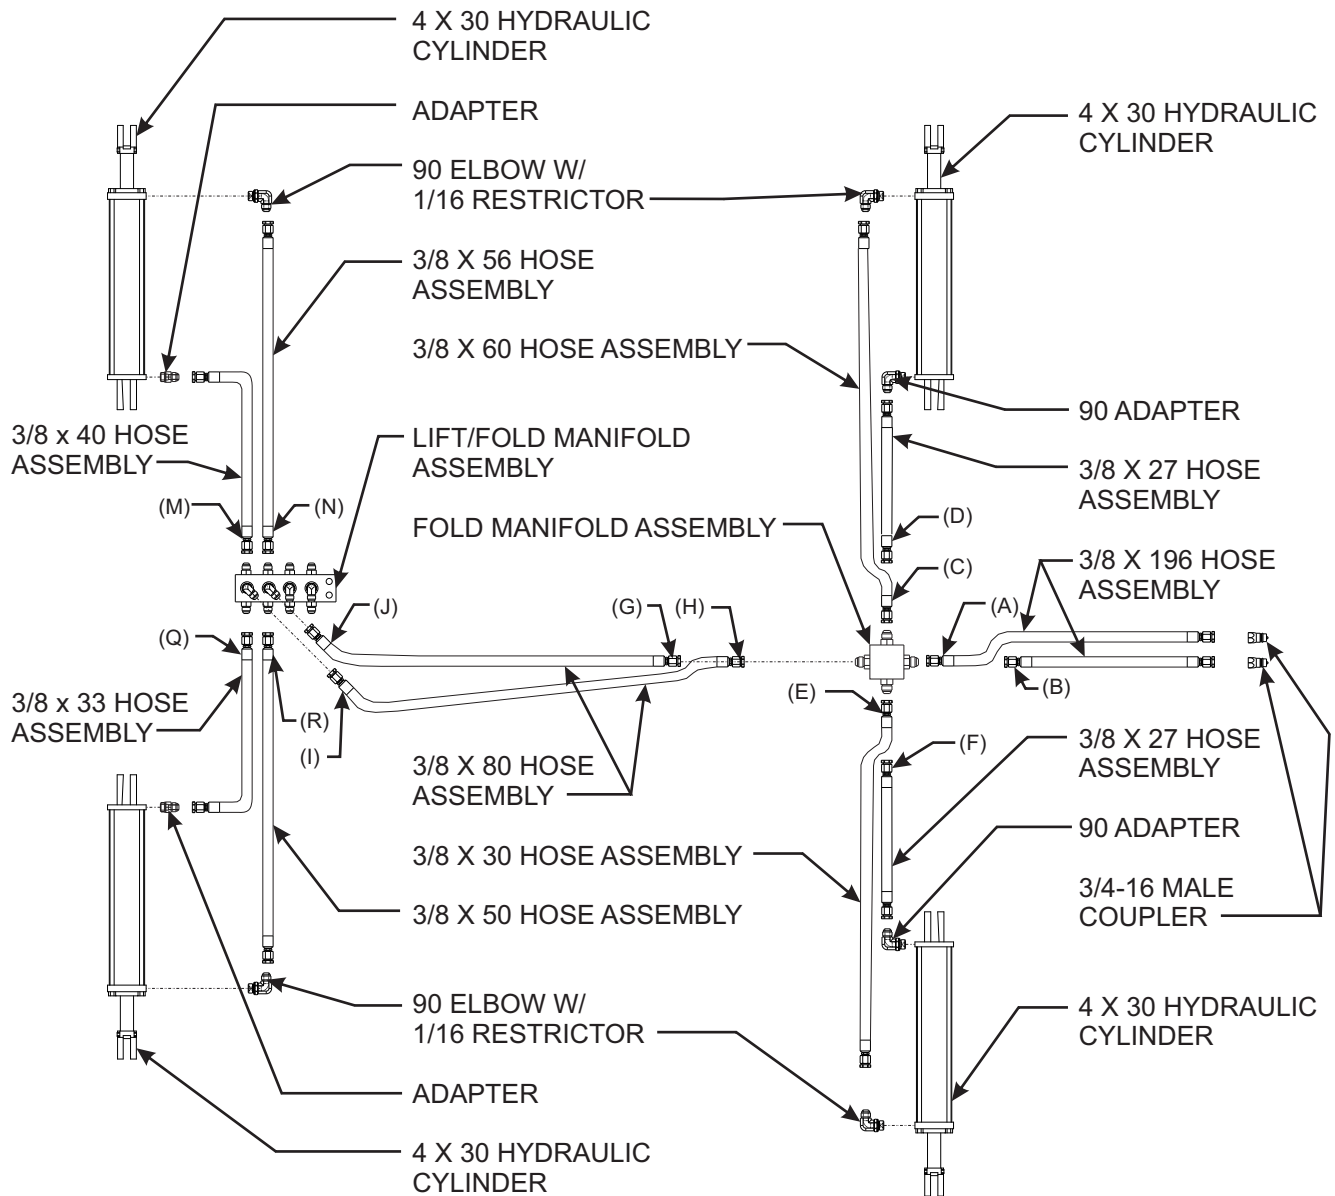 4 X 30 HYDRAULIC
CYLINDER
ADAPTER
90 ELBOW W/
1/16 RESTRICTOR
3/8 X 56 HOSE
ASSEMBLY
3/8 X 60 HOSE ASSEMBLY
4 X 30 HYDRAULIC
CYLINDER
90 ADAPTER
3/8 X 27 HOSE
ASSEMBLY
3/8 x 40 HOSE
ASSEMBLY
LIFT/FOLD MANIFOLD
ASSEMBLY
FOLD MANIFOLD ASSEMBLY
(M)
(N)
(D)
(C)
3/8 X 196 HOSE
ASSEMBLY
(J)
(G)
(H)
(A)
(Q)
(B)
(E)
3/8 x 33 HOSE
ASSEMBLY
(R)
(I)
(F)
3/8 X 80 HOSE
ASSEMBLY
3/8 X 27 HOSE
ASSEMBLY
90 ADAPTER
3/8 X 30 HOSE ASSEMBLY
3/4-16 MALE
COUPLER
3/8 X 50 HOSE ASSEMBLY
90 ELBOW W/
1/16 RESTRICTOR
4 X 30 HYDRAULIC
CYLINDER
ADAPTER
4 X 30 HYDRAULIC
CYLINDER